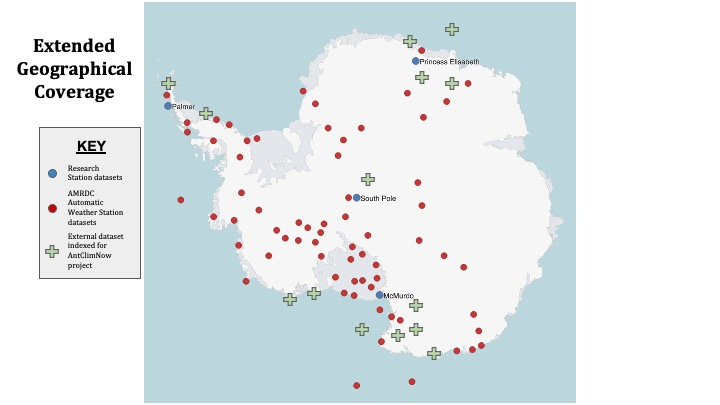 Extended
Geographical
Coverage
KEY
Research
Station datasets
AMRDC
Automatic
Weather Station
datasets
External dataset
indexed for
AntClimNow
project
Princess Elisabeth
Palmer
South Pole
McMurdo